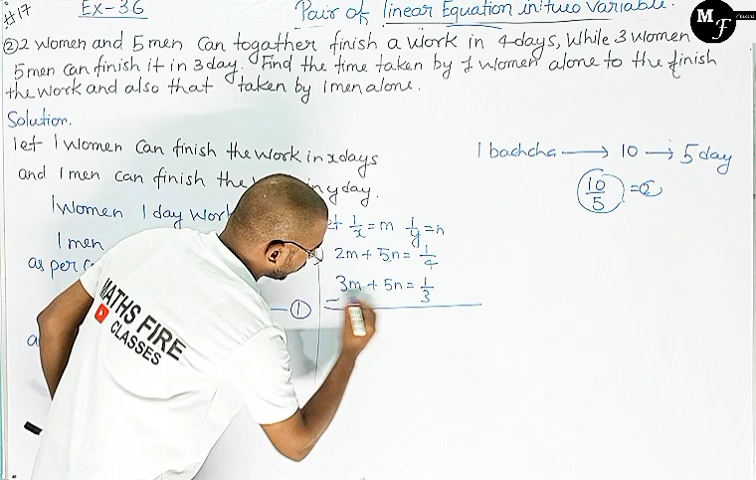 #17 Ex-36 Pair of linear Equation in two variable.
② 2 women and 5 men can togather finish a work in 4 days, while 3 women
5 men can finish it in 3 day. Find the time taken by 1 women alone to the finish
the work and also that taken by 1 men alone.
Solution.
let 1 women can finish the work in x days
and 1 men can finish the in y day.
1 women 1 day work
1 men
as per
①
1/x = m 1/y = n
2m + 5n = 1/4
3m + 5n = 1/3
1 bachcha → 10 → 5 day
10/5 = 2
MATHS FIRE
CLASSES
M F